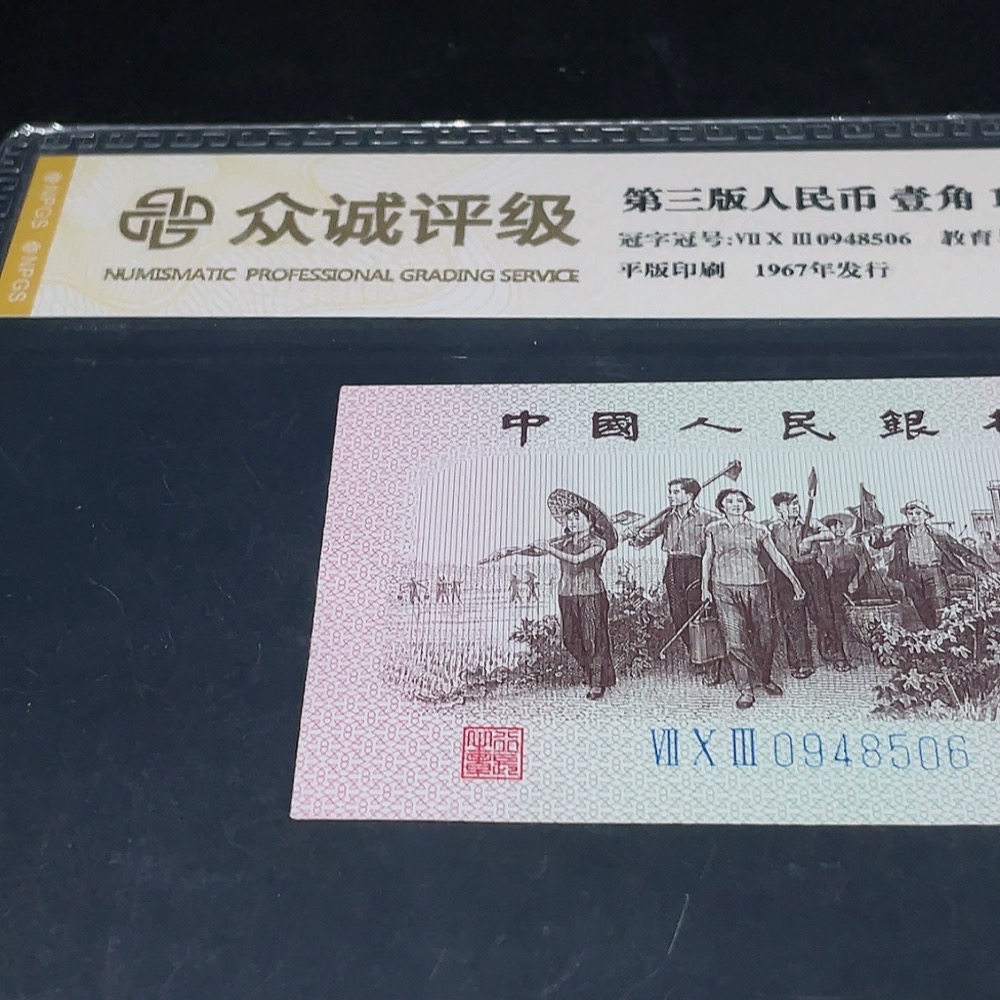 NPGS NPGS
众诚评级
NUMISMATIC PROFESSIONAL GRADING SERVICE
第三版人民币 壹角
冠字冠号:Ⅶ Ⅹ Ⅲ 0948506 教育
平版印刷 1967年发行
中國人民銀
Ⅶ Ⅹ Ⅲ 0948506